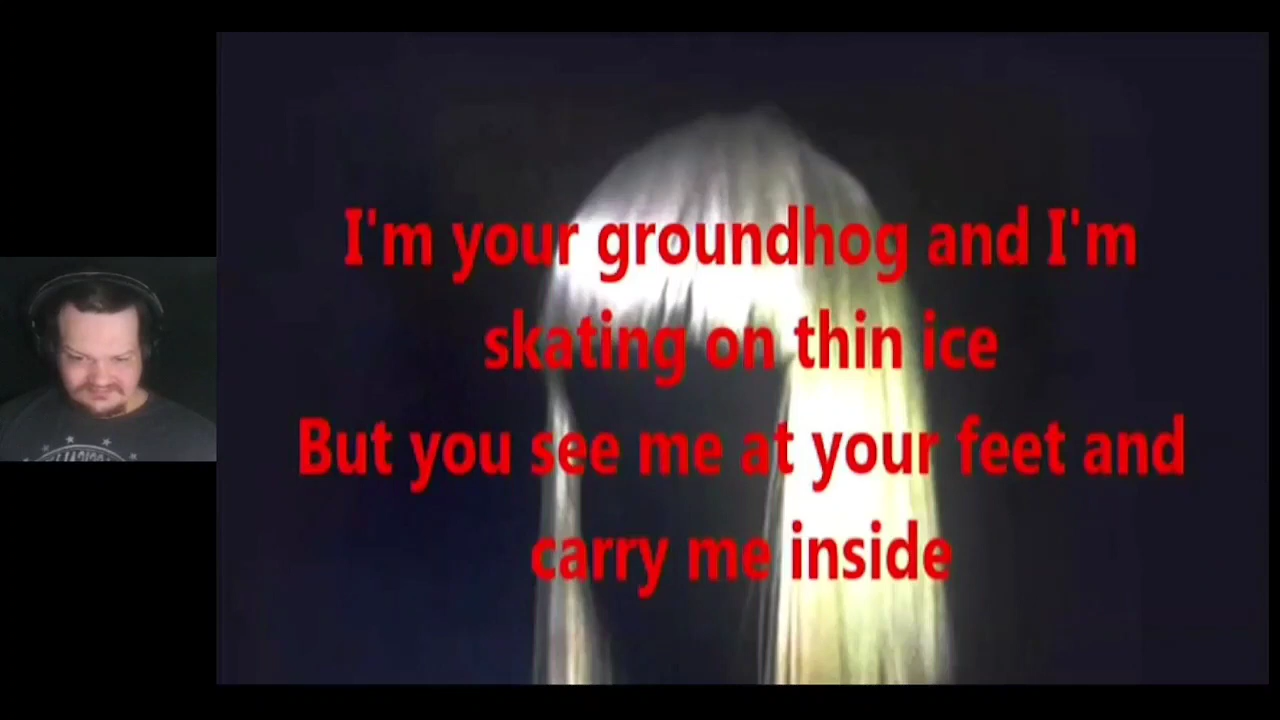 I'm your groundhog and I'm
skating on thin ice
But you see me at your feet and
carry me inside